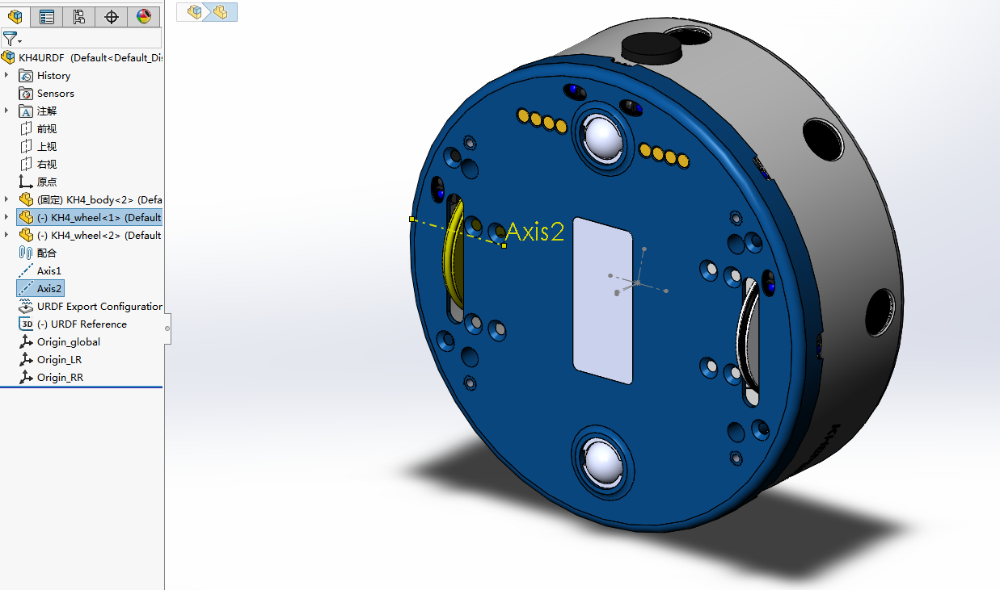 KH4URDF (Default<Default_Di
History
Sensors
注解
前视
上视
右视
原点
(固定) KH4_body<2> (Defa
(-) KH4_wheel<1> (Default
(-) KH4_wheel<2> (Default
配合
Axis1
Axis2
URDF Export Configuration
3D (-) URDF Reference
Origin_global
Origin_LR
Origin_RR
Axis2